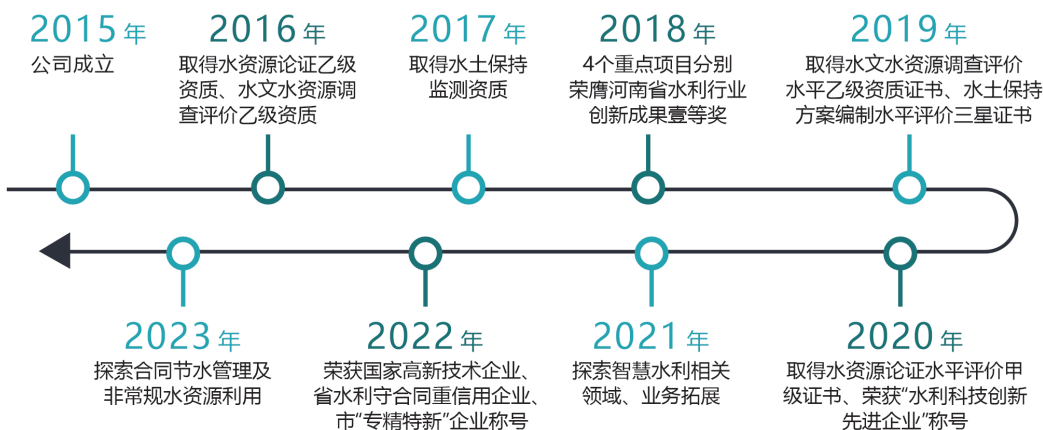 2015年
公司成立
2016年
取得水资源论证乙级
资质、水文水资源调
查评价乙级资质
2017年
取得水土保持
监测资质
2018年
4个重点项目分别
荣膺河南省水利行业
创新成果壹等奖
2019年
取得水文水资源调查评价
水平乙级资质证书、水土保持
方案编制水平评价三星证书
2020年
取得水资源论证水平评价甲
级证书、荣获“水利科技创新
先进企业”称号
2021年
探索智慧水利相关
领域、业务拓展
2022年
荣获国家高新技术企业、
省水利守合同重信用企业、
市“专精特新”企业称号
2023年
探索合同节水管理及
非常规水资源利用